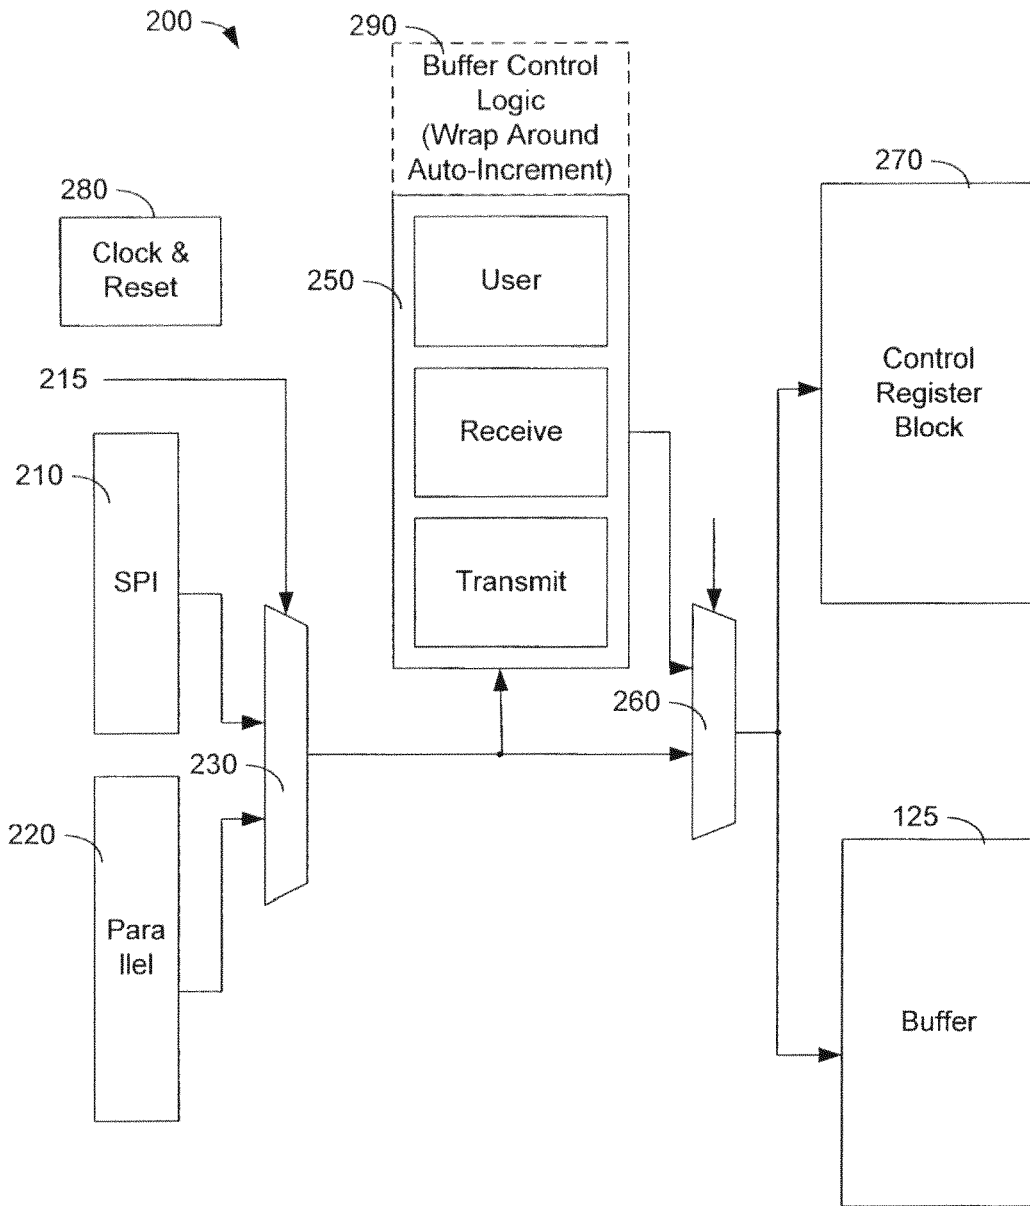 200
290
Buffer Control
Logic
(Wrap Around
Auto-Increment)
270
280
Clock &
Reset
250
User
215
Control
Register
Block
Receive
210
SPI
Transmit
260
230
125
220
Para
llel
Buffer